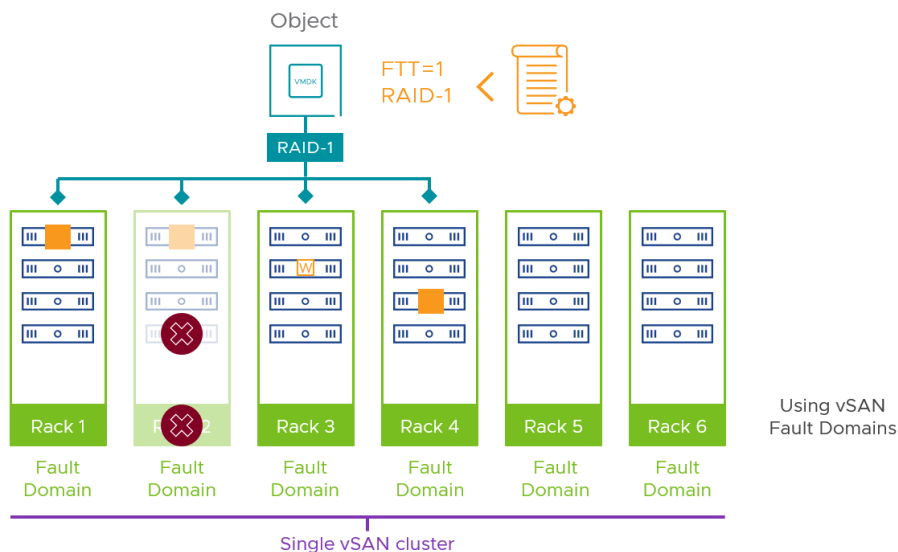 Object
VMDK
FTT=1
RAID-1
RAID-1
W
Rack 1
Rack 3
Rack 4
Rack 5
Rack 6
Using vSAN
Fault Domains
Fault
Domain
Fault
Domain
Fault
Domain
Fault
Domain
Fault
Domain
Fault
Domain
Single vSAN cluster